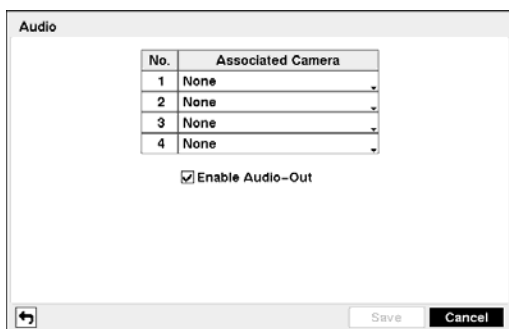 Audio
No. Associated Camera
1 None
2 None
3 None
4 None
Enable Audio-Out
Save Cancel